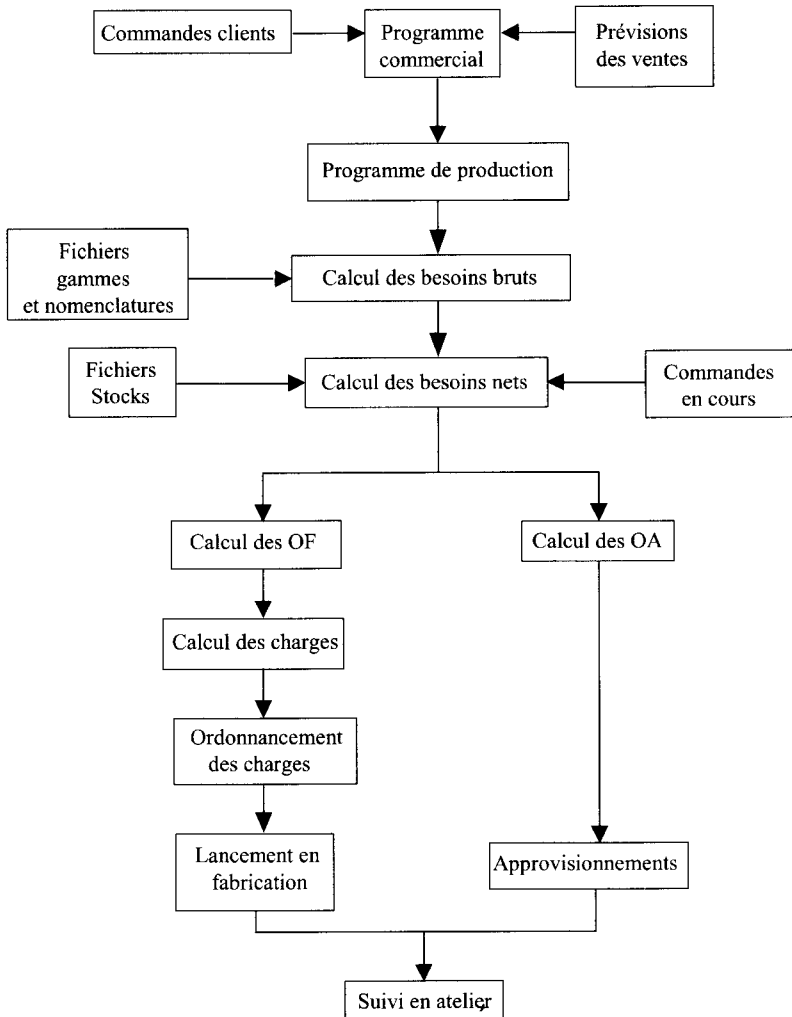 Commandes clients
Programme
commercial
Prévisions
des ventes
Programme de production
Fichiers
gammes
et nomenclatures
Calcul des besoins bruts
Fichiers
Stocks
Calcul des besoins nets
Commandes
en cours
Calcul des OF
Calcul des OA
Calcul des charges
Ordonnancement
des charges
Lancement en
fabrication
Approvisionnements
Suivi en atelier